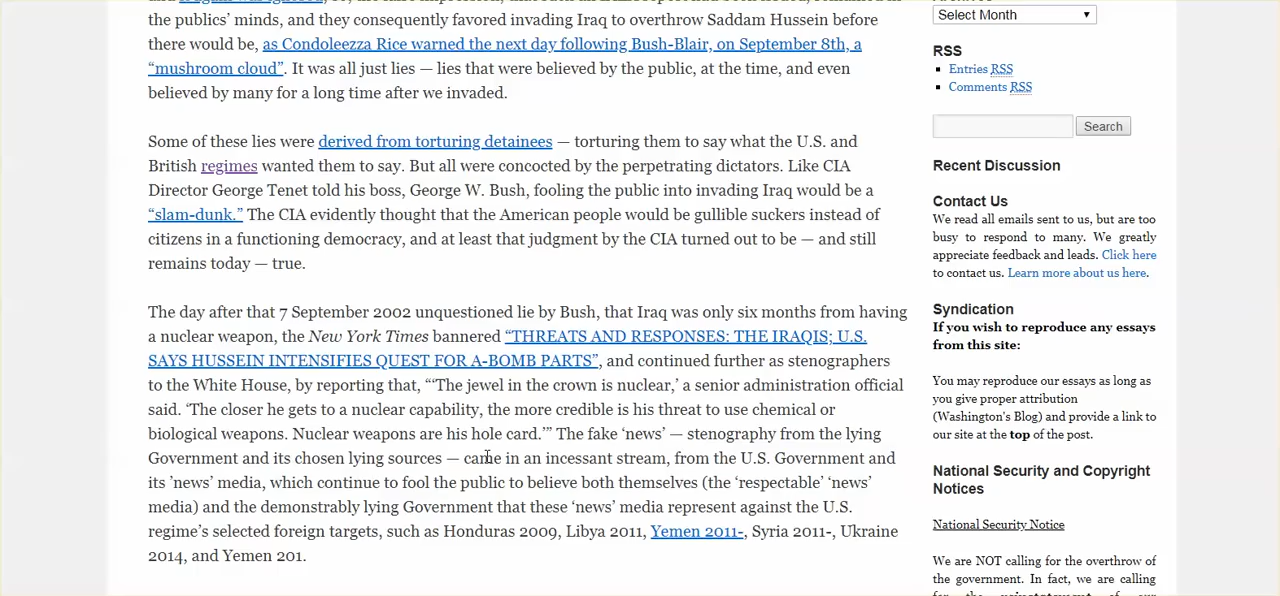 the publics' minds, and they consequently favored invading Iraq to overthrow Saddam Hussein before
there would be, as Condoleezza Rice warned the next day following Bush-Blair, on September 8th, a
“mushroom cloud”. It was all just lies — lies that were believed by the public, at the time, and even
believed by many for a long time after we invaded.
Some of these lies were derived from torturing detainees — torturing them to say what the U.S. and
British regimes wanted them to say. But all were concocted by the perpetrating dictators. Like CIA
Director George Tenet told his boss, George W. Bush, fooling the public into invading Iraq would be a
“slam-dunk.” The CIA evidently thought that the American people would be gullible suckers instead of
citizens in a functioning democracy, and at least that judgment by the CIA turned out to be — and still
remains today — true.
The day after that 7 September 2002 unquestioned lie by Bush, that Iraq was only six months from having
a nuclear weapon, the New York Times bannered “THREATS AND RESPONSES: THE IRAQIS; U.S.
SAYS HUSSEIN INTENSIFIES QUEST FOR A-BOMB PARTS”, and continued further as stenographers
to the White House, by reporting that, “‘The jewel in the crown is nuclear,’ a senior administration official
said. ‘The closer he gets to a nuclear capability, the more credible is his threat to use chemical or
biological weapons. Nuclear weapons are his hole card.’” The fake ‘news’ — stenography from the lying
Government and its chosen lying sources — came in an incessant stream, from the U.S. Government and
its ’news’ media, which continue to fool the public to believe both themselves (the ‘respectable’ ‘news’
media) and the demonstrably lying Government that these ‘news’ media represent against the U.S.
regime’s selected foreign targets, such as Honduras 2009, Libya 2011, Yemen 2011-, Syria 2011-, Ukraine
2014, and Yemen 201.
Select Month
RSS
Entries RSS
Comments RSS
Search
Recent Discussion
Contact Us
We read all emails sent to us, but are too
busy to respond to many. We greatly
appreciate feedback and leads. Click here
to contact us. Learn more about us here.
Syndication
If you wish to reproduce any essays
from this site:
You may reproduce our essays as long as
you give proper attribution
(Washington's Blog) and provide a link to
our site at the top of the post.
National Security and Copyright
Notices
National Security Notice
We are NOT calling for the overthrow of
the government. In fact, we are calling